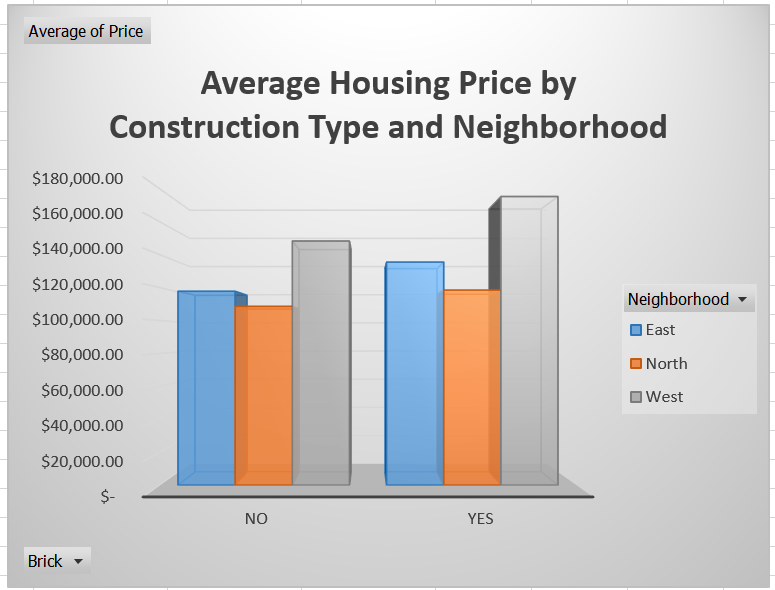 Average of Price
Average Housing Price by
Construction Type and Neighborhood
$180,000.00
$160,000.00
$140,000.00
$120,000.00
$100,000.00
$80,000.00
$60,000.00
$40,000.00
$20,000.00
$-
NO YES
Neighborhood
East
North
West
Brick